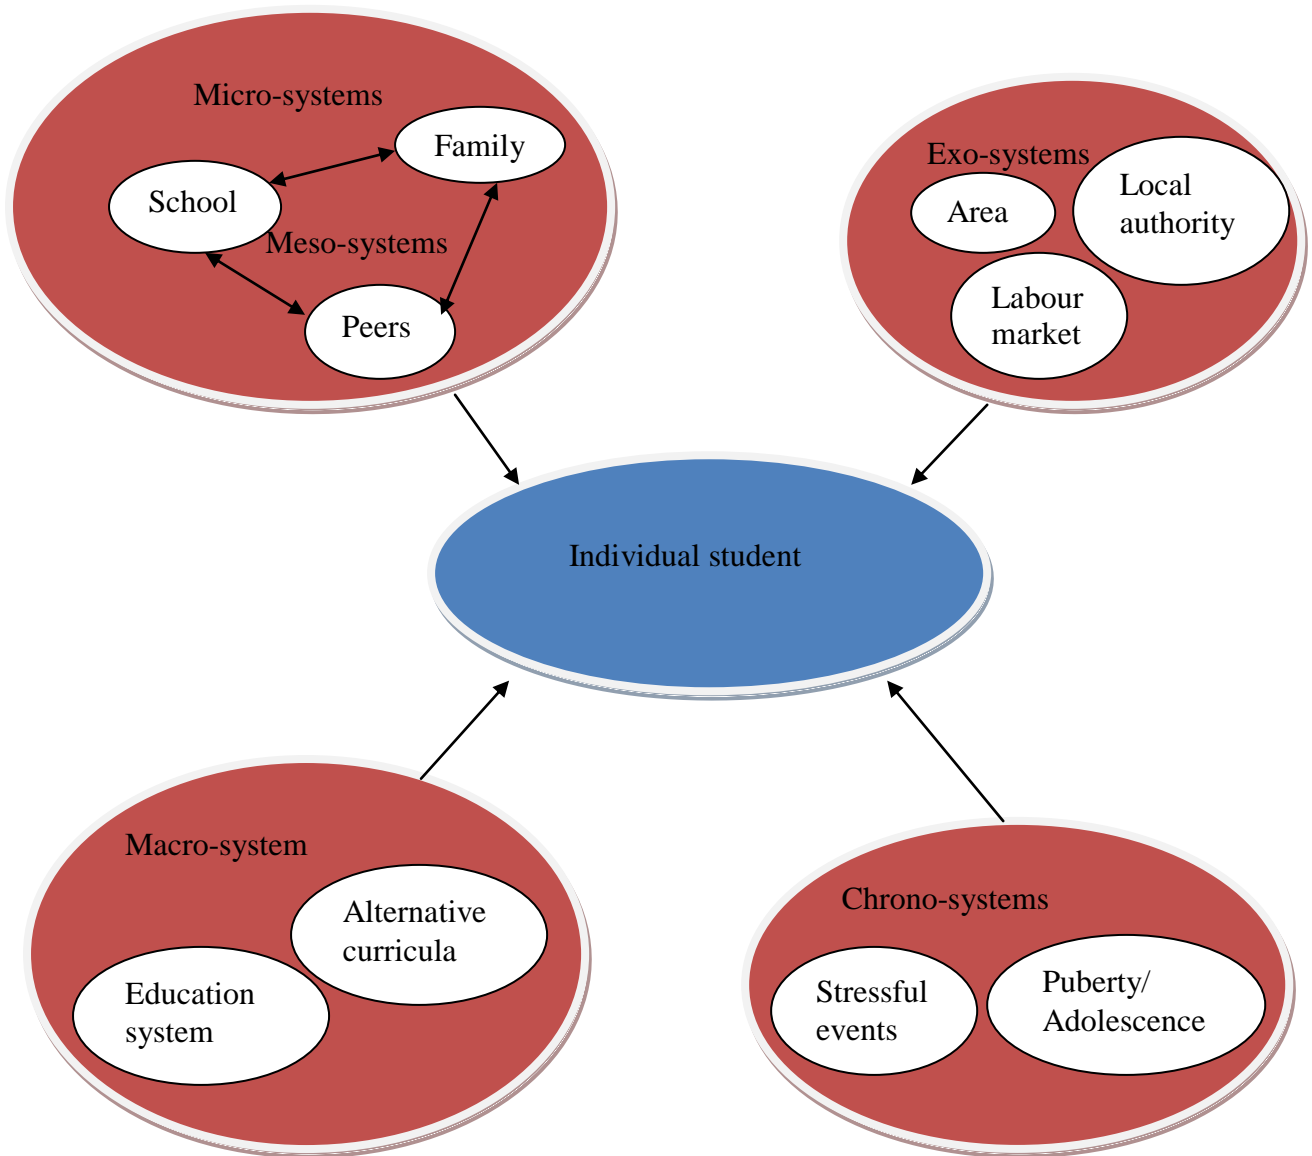 Micro-systems
Family
School
Meso-systems
Peers
Exo-systems
Area
Local
authority
Labour
market
Individual student
Macro-system
Alternative
curricula
Education
system
Chrono-systems
Stressful
events
Puberty/
Adolescence